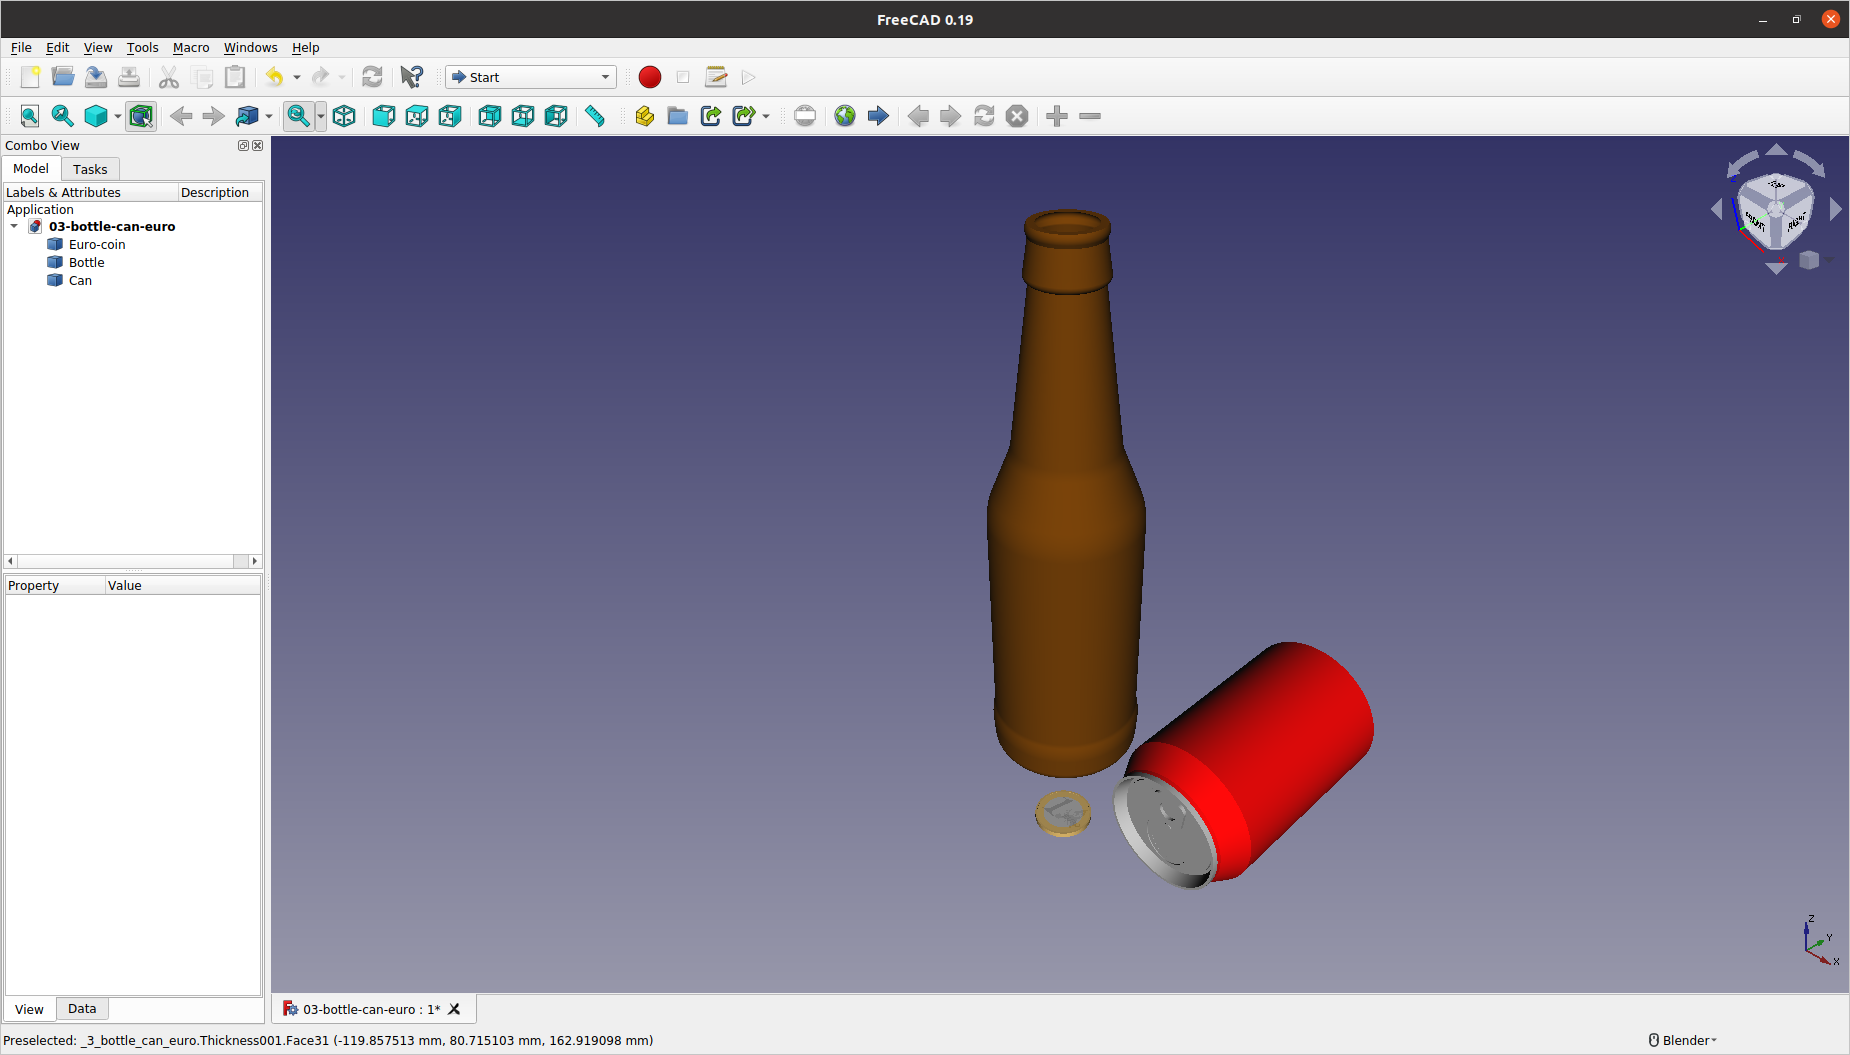 FreeCAD 0.19
File Edit View Tools Macro Windows Help
Start
Combo View
Model Tasks
Labels & Attributes Description
Application
03-bottle-can-euro
Euro-coin
Bottle
Can
Property Value
View Data
Z
Y
X
03-bottle-can-euro : 1*
Preselected: _3_bottle_can_euro.Thickness001.Face31 (-119.857513 mm, 80.715103 mm, 162.919098 mm)
Blender